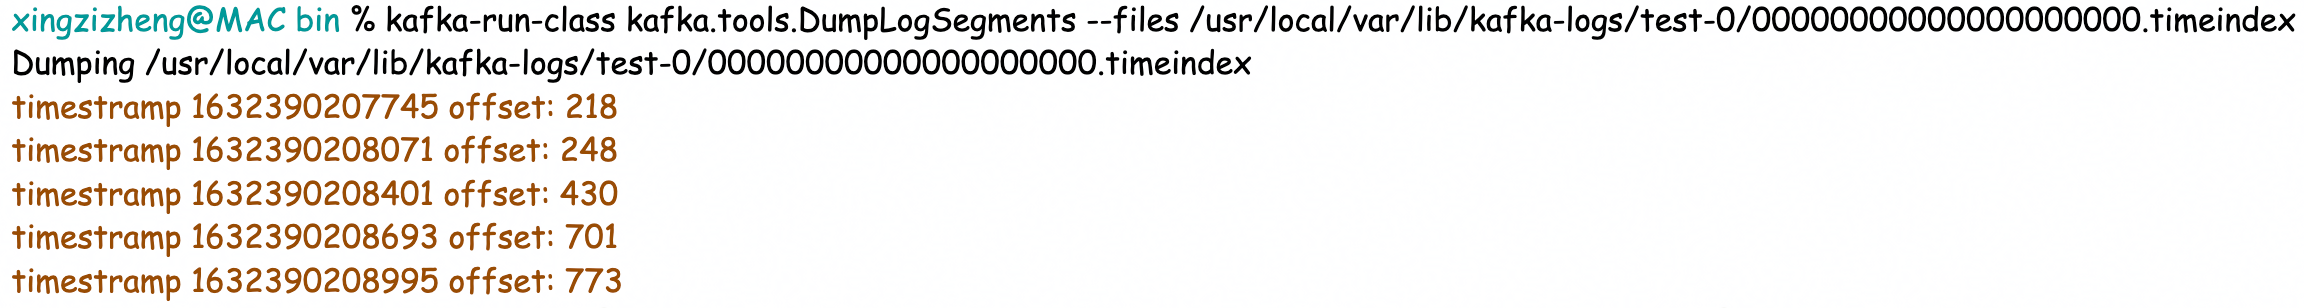 xingzizheng@MAC bin % kafka-run-class kafka.tools.DumpLogSegments --files /usr/local/var/lib/kafka-logs/test-0/00000000000000000000.timeindex
Dumping /usr/local/var/lib/kafka-logs/test-0/00000000000000000000.timeindex
timestramp 1632390207745 offset: 218
timestramp 1632390208071 offset: 248
timestramp 1632390208401 offset: 430
timestramp 1632390208693 offset: 701
timestramp 1632390208995 offset: 773